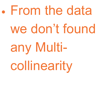 • From the data
we don't found
any Multi-
collinearity